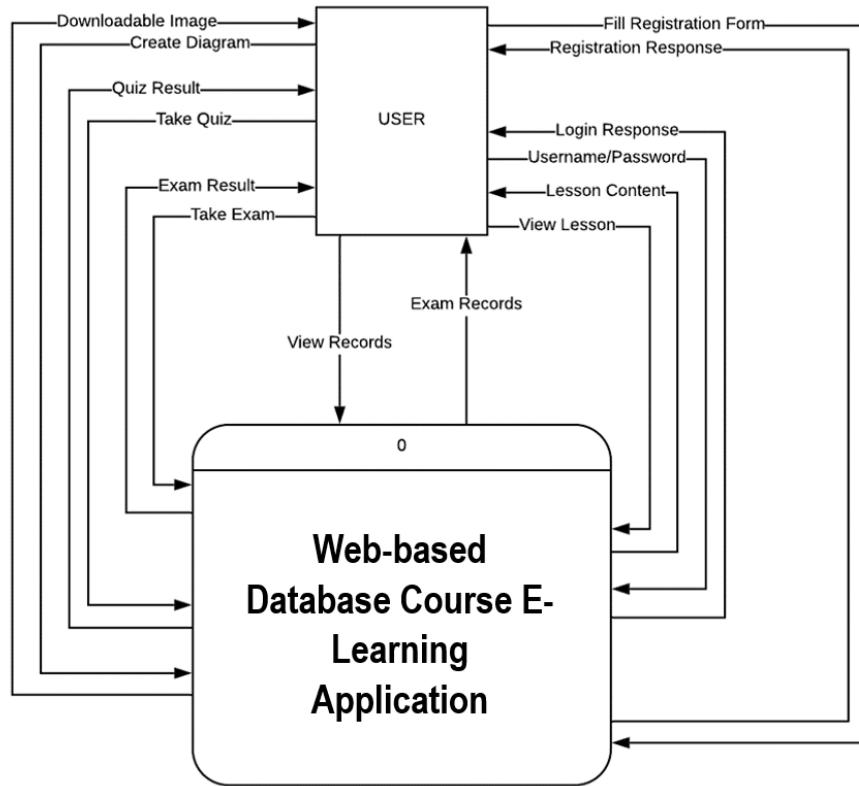 Downloadable Image
Fill Registration Form
Create Diagram
Registration Response
Quiz Result
Take Quiz
USER
Login Response
Username/Password
Exam Result
Lesson Content
Take Exam
View Lesson
Exam Records
View Records
0
Web-based
Database Course E-
Learning
Application